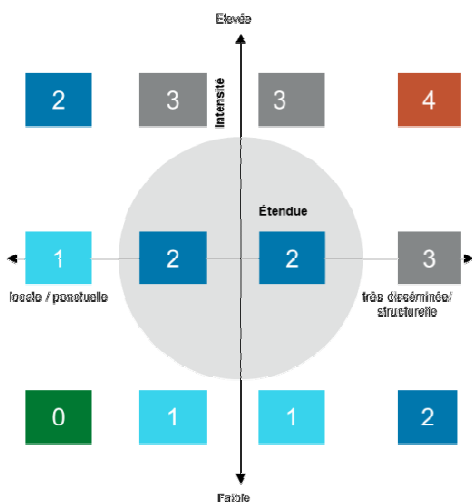 Elevée
2 3 3 4
Intensité
Étendue
1 2 2 3
locale / ponctuelle
très disséminée/
structurelle
0 1 1 2
Faible